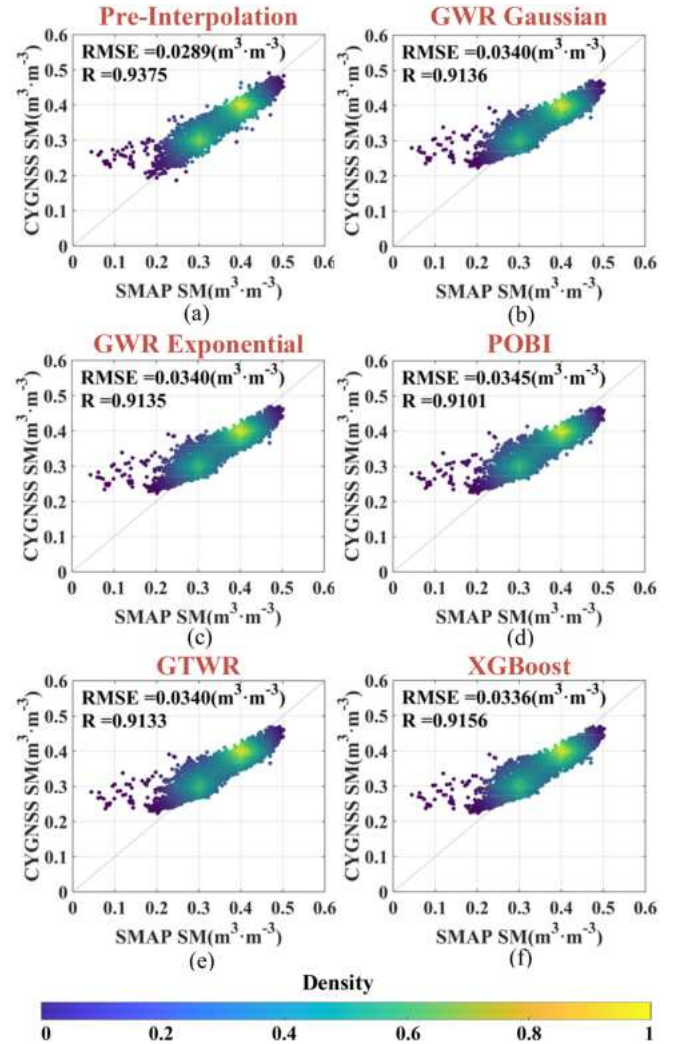 Pre-Interpolation
RMSE =0.0289(m³·m⁻³)
R =0.9375
CYGNSS SM(m³·m⁻³)
0.6
0.5
0.4
0.3
0.2
0.1
0
0 0.1 0.2 0.3 0.4 0.5 0.6
SMAP SM(m³·m⁻³)
(a)
GWR Gaussian
RMSE =0.0340(m³·m⁻³)
R =0.9136
CYGNSS SM(m³·m⁻³)
0.6
0.5
0.4
0.3
0.2
0.1
0
0 0.1 0.2 0.3 0.4 0.5 0.6
SMAP SM(m³·m⁻³)
(b)
GWR Exponential
RMSE =0.0340(m³·m⁻³)
R =0.9135
CYGNSS SM(m³·m⁻³)
0.6
0.5
0.4
0.3
0.2
0.1
0
0 0.1 0.2 0.3 0.4 0.5 0.6
SMAP SM(m³·m⁻³)
(c)
POBI
RMSE =0.0345(m³·m⁻³)
R =0.9101
CYGNSS SM(m³·m⁻³)
0.6
0.5
0.4
0.3
0.2
0.1
0
0 0.1 0.2 0.3 0.4 0.5 0.6
SMAP SM(m³·m⁻³)
(d)
GTWR
RMSE =0.0340(m³·m⁻³)
R =0.9133
CYGNSS SM(m³·m⁻³)
0.6
0.5
0.4
0.3
0.2
0.1
0
0 0.1 0.2 0.3 0.4 0.5 0.6
SMAP SM(m³·m⁻³)
(e)
XGBoost
RMSE =0.0336(m³·m⁻³)
R =0.9156
CYGNSS SM(m³·m⁻³)
0.6
0.5
0.4
0.3
0.2
0.1
0
0 0.1 0.2 0.3 0.4 0.5 0.6
SMAP SM(m³·m⁻³)
(f)
Density
0 0.2 0.4 0.6 0.8 1